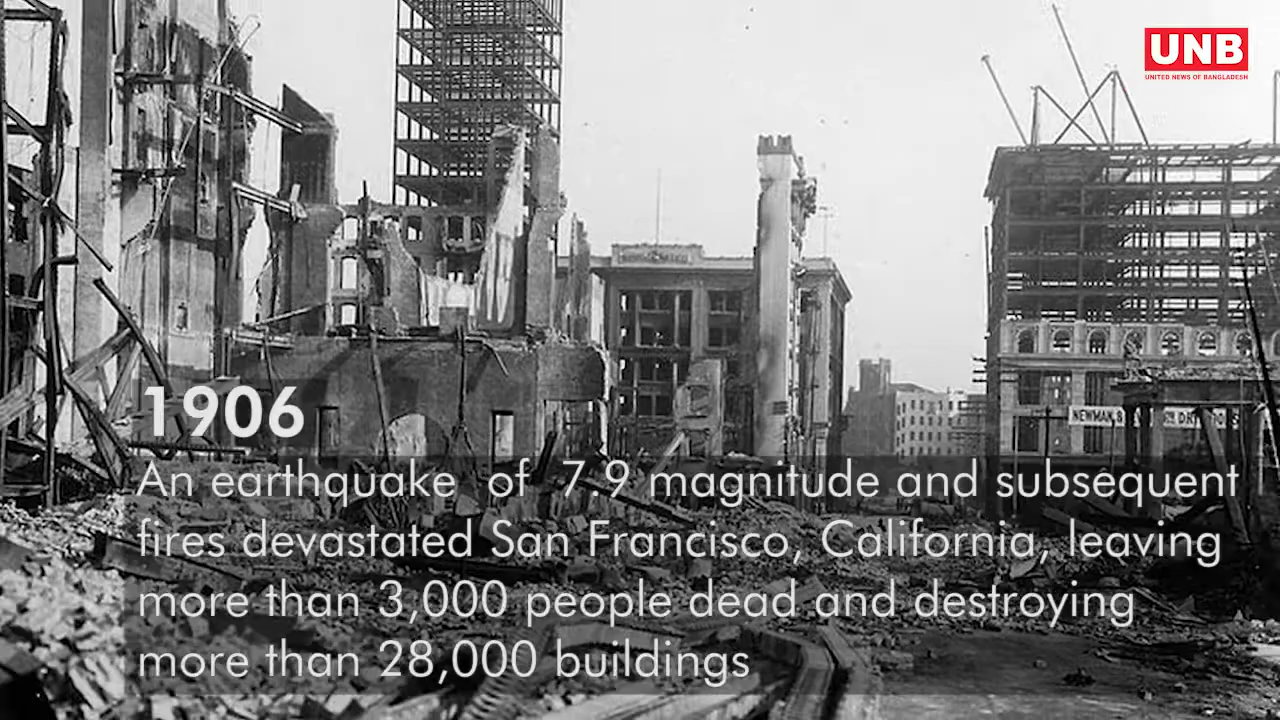 UNB
UNITED NEWS OF BANGLADESH
NEWMAN &
1906
An earthquake of 7.9 magnitude and subsequent
fires devastated San Francisco, California, leaving
more than 3,000 people dead and destroying
more than 28,000 buildings